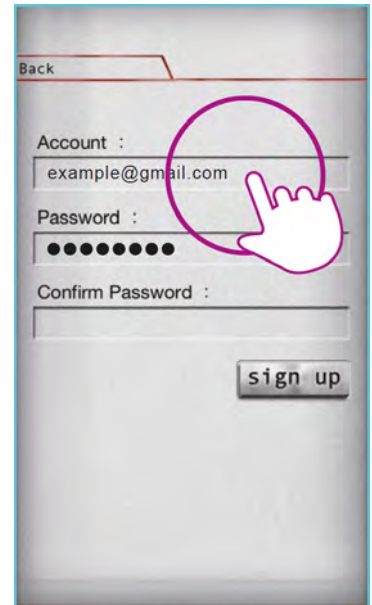 Back
Account :
example@gmail.com
Password :
●●●●●●●●
Confirm Password :
sign up